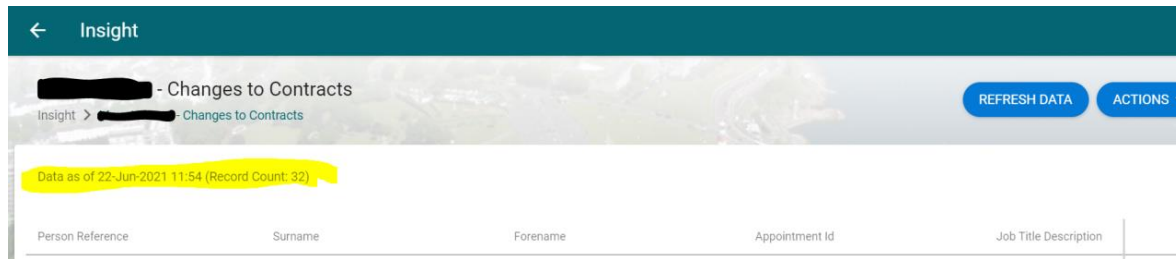 Insight
- Changes to Contracts
REFRESH DATA
ACTIONS
Insight > - Changes to Contracts
Data as of 22-Jun-2021 11:54 (Record Count: 32)
Person Reference Surname Forename Appointment Id Job Title Description